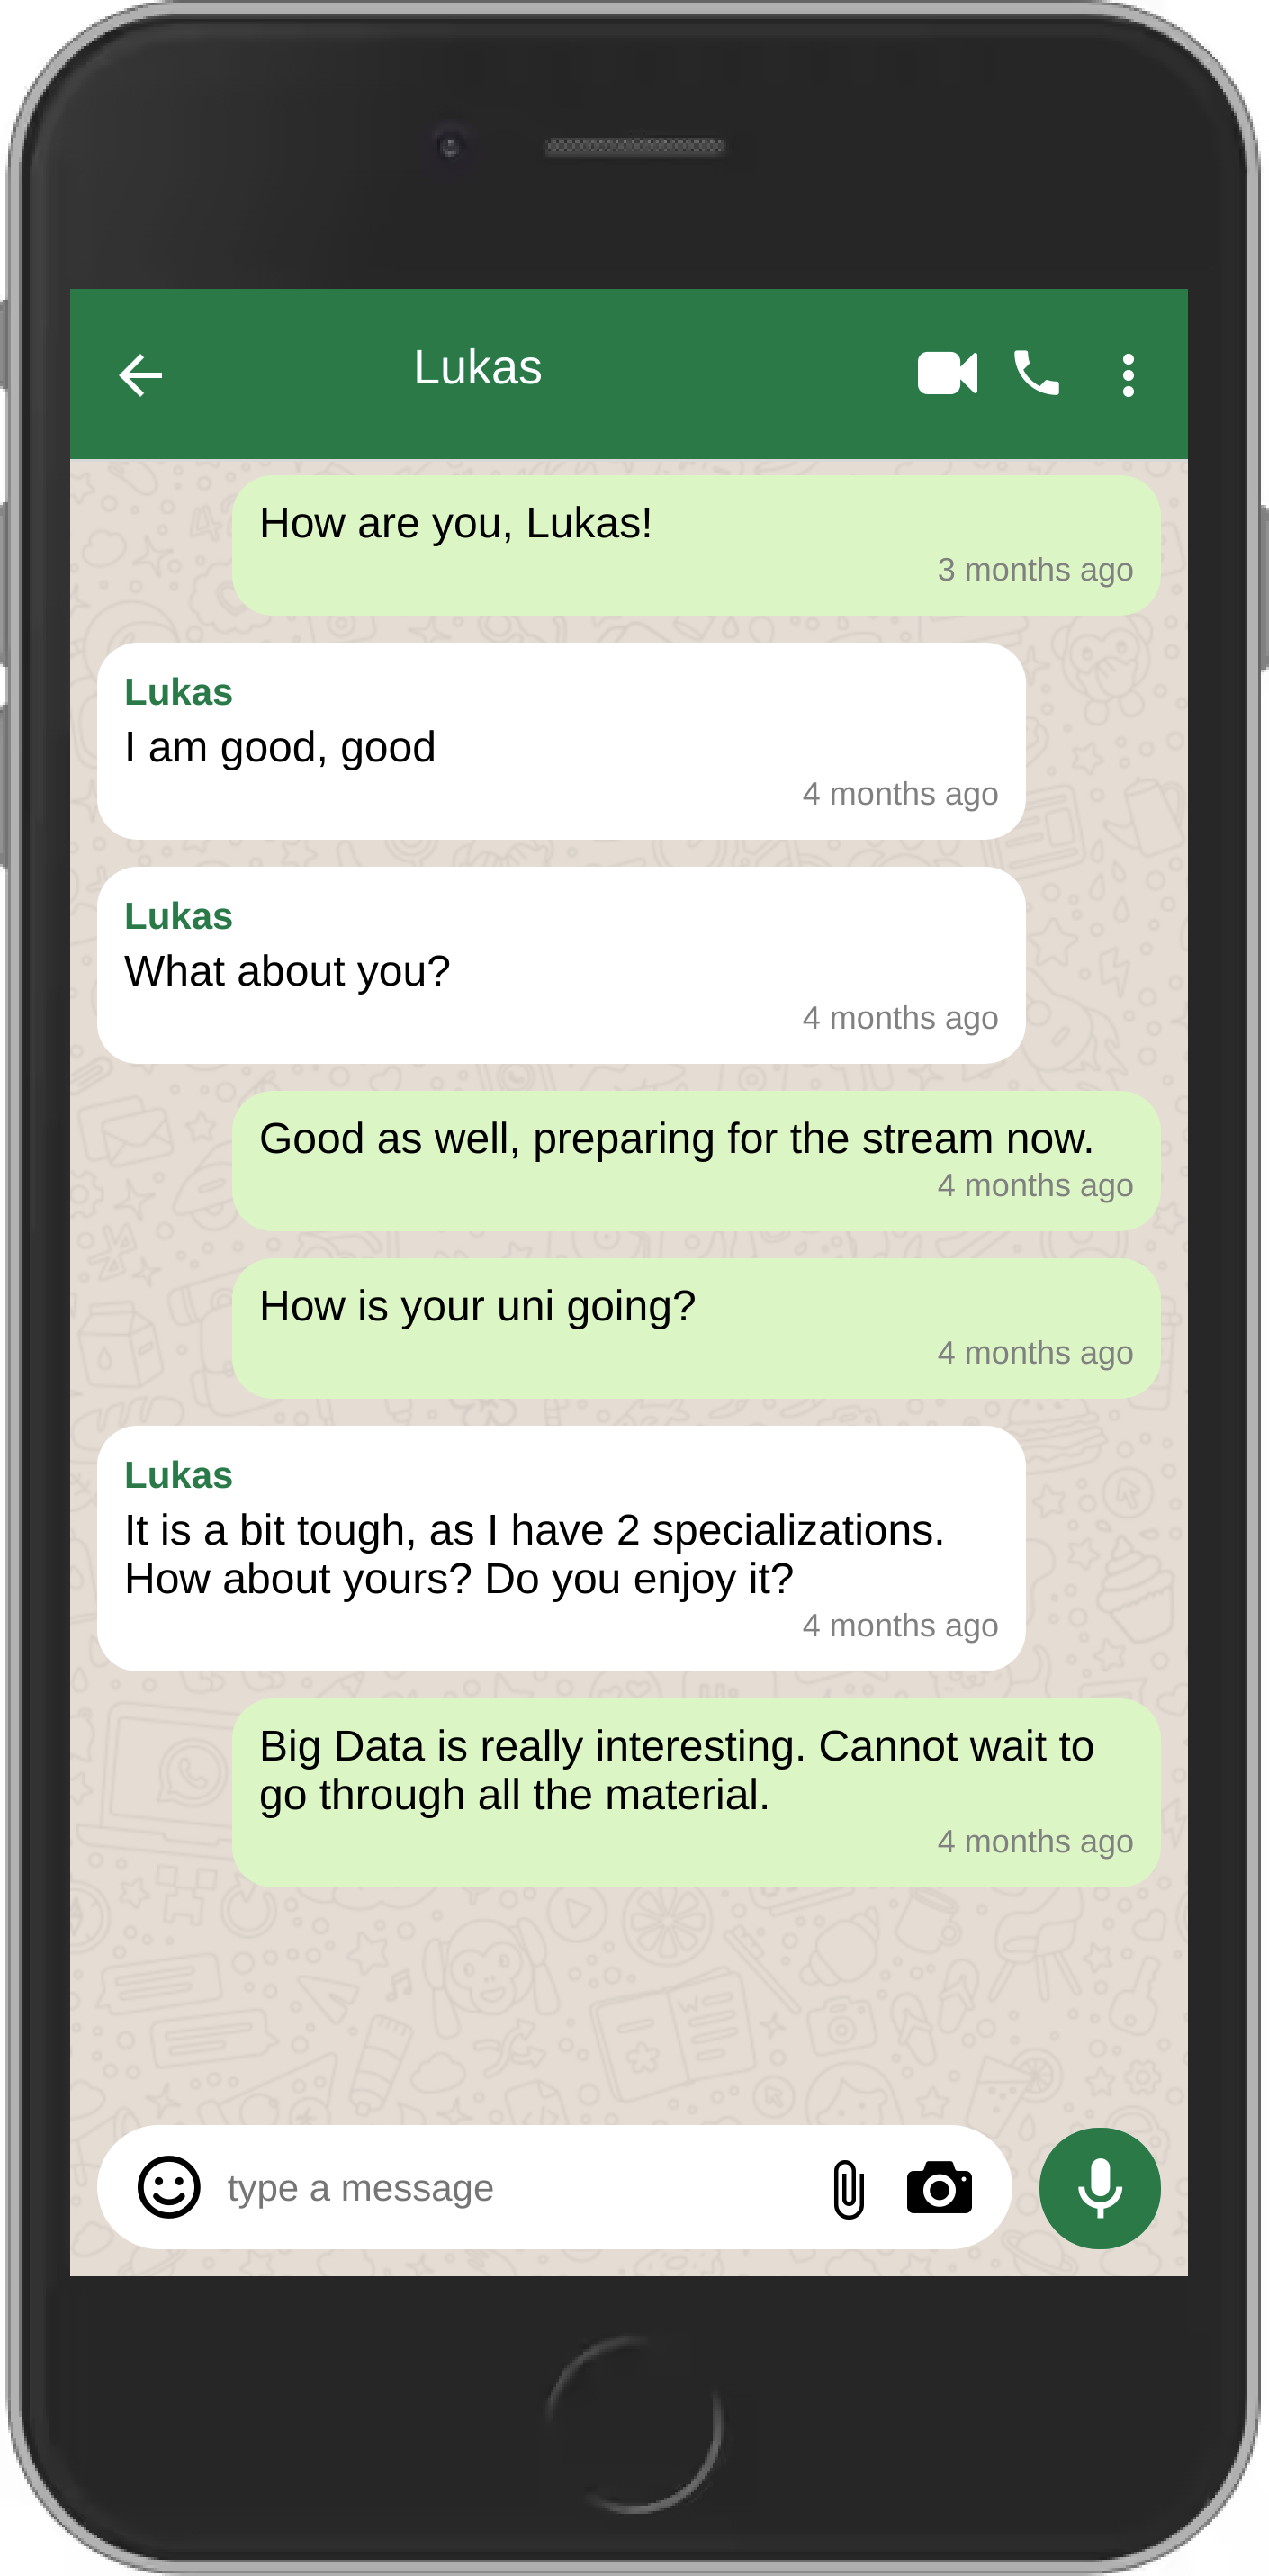 Lukas
How are you, Lukas!
3 months ago
Lukas
I am good, good
4 months ago
Lukas
What about you?
4 months ago
Good as well, preparing for the stream now.
4 months ago
How is your uni going?
4 months ago
Lukas
It is a bit tough, as I have 2 specializations.
How about yours? Do you enjoy it?
4 months ago
Big Data is really interesting. Cannot wait to
go through all the material.
4 months ago
type a message